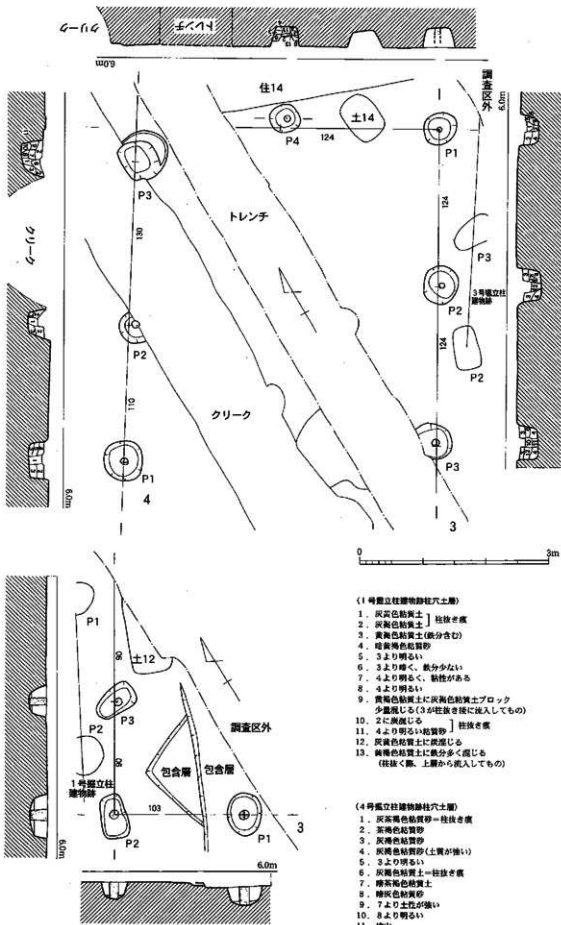 クリーク
トレンチ
6.0m
調査区外
6.0m
住14
土14
P4
124
P1
P3
130
トレンチ
124
P3
P2
3号掘立柱
建物跡
クリーク
P2
124
P2
110
クリーク
P3
P1
4
6.0m
3
0 3m
P1
90
土12
P3
調査区外
P2
90
包含層
包含層
1号掘立柱
建物跡
103
P1
3
P2
6.0m
6.0m
(1号掘立柱建物跡柱穴土層)
1. 灰黄色粘質土
2. 灰褐色粘質土 ]柱抜き痕
3. 黄褐色粘質土(鉄分含む)
4. 暗黄褐色粘質砂
5. 3より明るい
6. 3より暗く、鉄分少ない
7. 4より明るく、粘性がある
8. 4より明るい
9. 黄褐色粘質土に灰褐色粘質土ブロック
少量混じる(3が柱抜き後に流入してもの)
10. 2に炭混じる
11. 4より明るい粘質砂 ]柱抜き痕
12. 灰黄色粘質土に炭混じる
13. 黄褐色粘質土に鉄分多く混じる
(柱抜く際、上層から流入してもの)
(4号掘立柱建物跡柱穴土層)
1. 灰茶褐色粘質砂=柱抜き痕
2. 茶褐色粘質砂
3. 灰褐色粘質砂
4. 灰褐色粘質砂(土質が強い)
5. 3より明るい
6. 灰褐色粘質土=柱抜き痕
7. 暗茶褐色粘質土
8. 暗灰色粘質砂
9. 7より土性が強い
10. 8より明るい